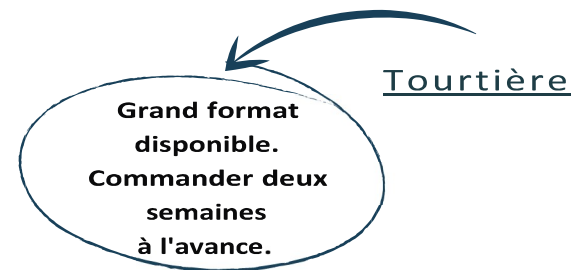 Tourtière
Grand format
disponible.
Commander deux
semaines
à l'avance.